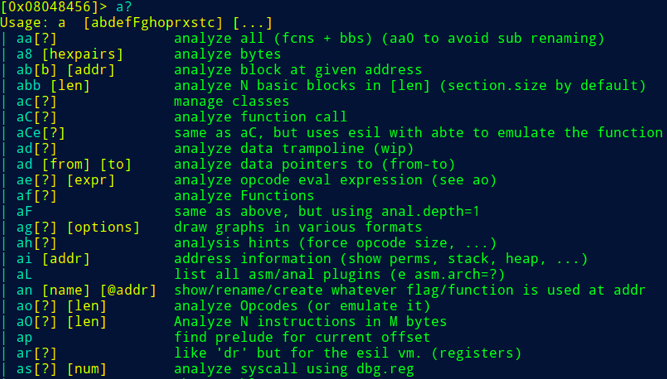 [0x08048456]> a?
Usage: a  [abdefFghoprxstc] [...]
| aa[?]              analyze all (fcns + bbs) (aa0 to avoid sub renaming)
| a8 [hexpairs]      analyze bytes
| ab[b] [addr]       analyze block at given address
| abb [len]          analyze N basic blocks in [len] (section.size by default)
| ac[?]              manage classes
| aC[?]              analyze function call
| aCe[?]             same as aC, but uses esil with abte to emulate the function
| ad[?]              analyze data trampoline (wip)
| ad [from] [to]     analyze data pointers to (from-to)
| ae[?] [expr]       analyze opcode eval expression (see ao)
| af[?]              analyze Functions
| aF                 same as above, but using anal.depth=1
| ag[?] [options]    draw graphs in various formats
| ah[?]              analysis hints (force opcode size, ...)
| ai [addr]          address information (show perms, stack, heap, ...)
| aL                 list all asm/anal plugins (e asm.arch=?)
| an [name] [@addr]  show/rename/create whatever flag/function is used at addr
| ao[?] [len]        analyze Opcodes (or emulate it)
| aO[?] [len]        Analyze N instructions in M bytes
| ap                 find prelude for current offset
| ar[?]              like 'dr' but for the esil vm. (registers)
| as[?] [num]        analyze syscall using dbg.reg